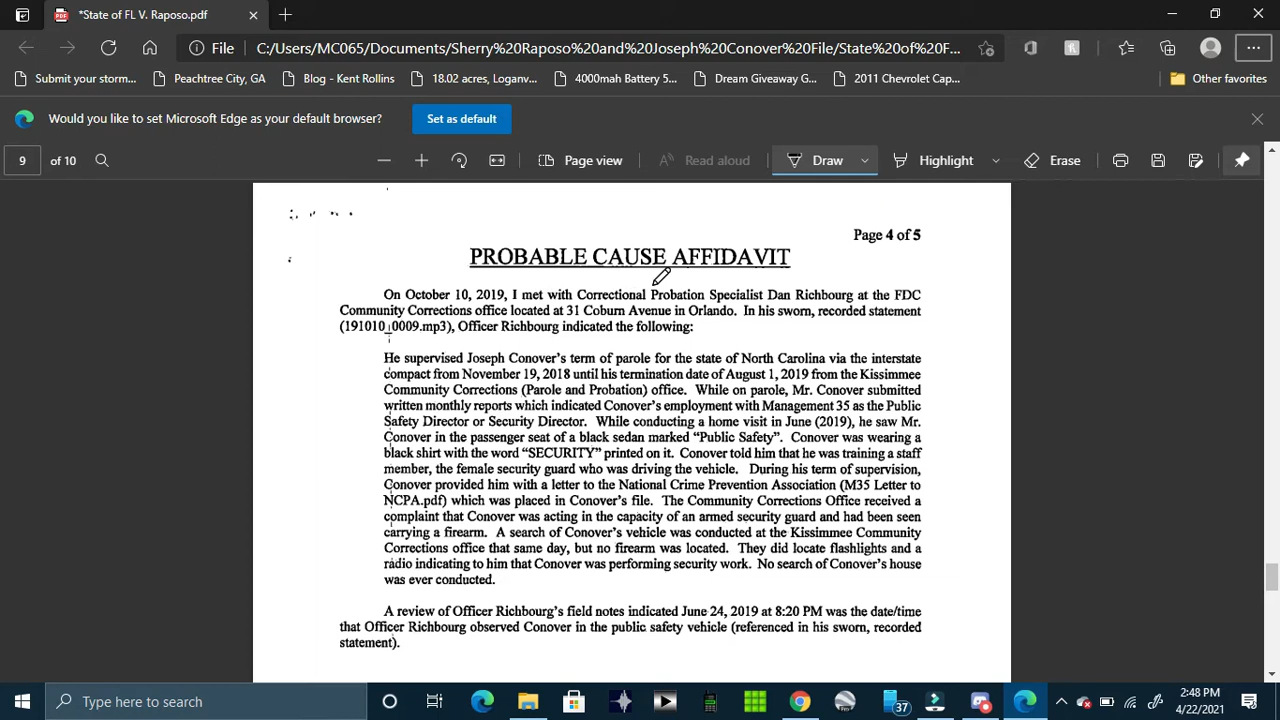 *State of FL V. Raposo.pdf
File
C:/Users/MC065/Documents/Sherry%20Raposo%20and%20Joseph%20Conover%20File/State%20of%20F...
Submit your storm...
Peachtree City, GA
Blog - Kent Rollins
18.02 acres, Loganv...
4000mah Battery 5...
Dream Giveaway G...
2011 Chevrolet Cap...
Other favorites
Would you like to set Microsoft Edge as your default browser?
Set as default
9 of 10
Page view
Read aloud
Draw
Highlight
Erase
Page 4 of 5
PROBABLE CAUSE AFFIDAVIT
On October 10, 2019, I met with Correctional Probation Specialist Dan Richbourg at the FDC
Community Corrections office located at 31 Coburn Avenue in Orlando. In his sworn, recorded statement
(191010_0009.mp3), Officer Richbourg indicated the following:
He supervised Joseph Conover's term of parole for the state of North Carolina via the interstate
compact from November 19, 2018 until his termination date of August 1, 2019 from the Kissimmee
Community Corrections (Parole and Probation) office. While on parole, Mr. Conover submitted
written monthly reports which indicated Conover's employment with Management 35 as the Public
Safety Director or Security Director. While conducting a home visit in June (2019), he saw Mr.
Conover in the passenger seat of a black sedan marked "Public Safety". Conover was wearing a
black shirt with the word "SECURITY" printed on it. Conover told him that he was training a staff
member, the female security guard who was driving the vehicle. During his term of supervision,
Conover provided him with a letter to the National Crime Prevention Association (M35 Letter to
NCPA.pdf) which was placed in Conover's file. The Community Corrections Office received a
complaint that Conover was acting in the capacity of an armed security guard and had been seen
carrying a firearm. A search of Conover's vehicle was conducted at the Kissimmee Community
Corrections office that same day, but no firearm was located. They did locate flashlights and a
radio indicating to him that Conover was performing security work. No search of Conover's house
was ever conducted.
A review of Officer Richbourg's field notes indicated June 24, 2019 at 8:20 PM was the date/time
that Officer Richbourg observed Conover in the public safety vehicle (referenced in his sworn, recorded
statement).
Type here to search
37
2:48 PM
4/22/2021